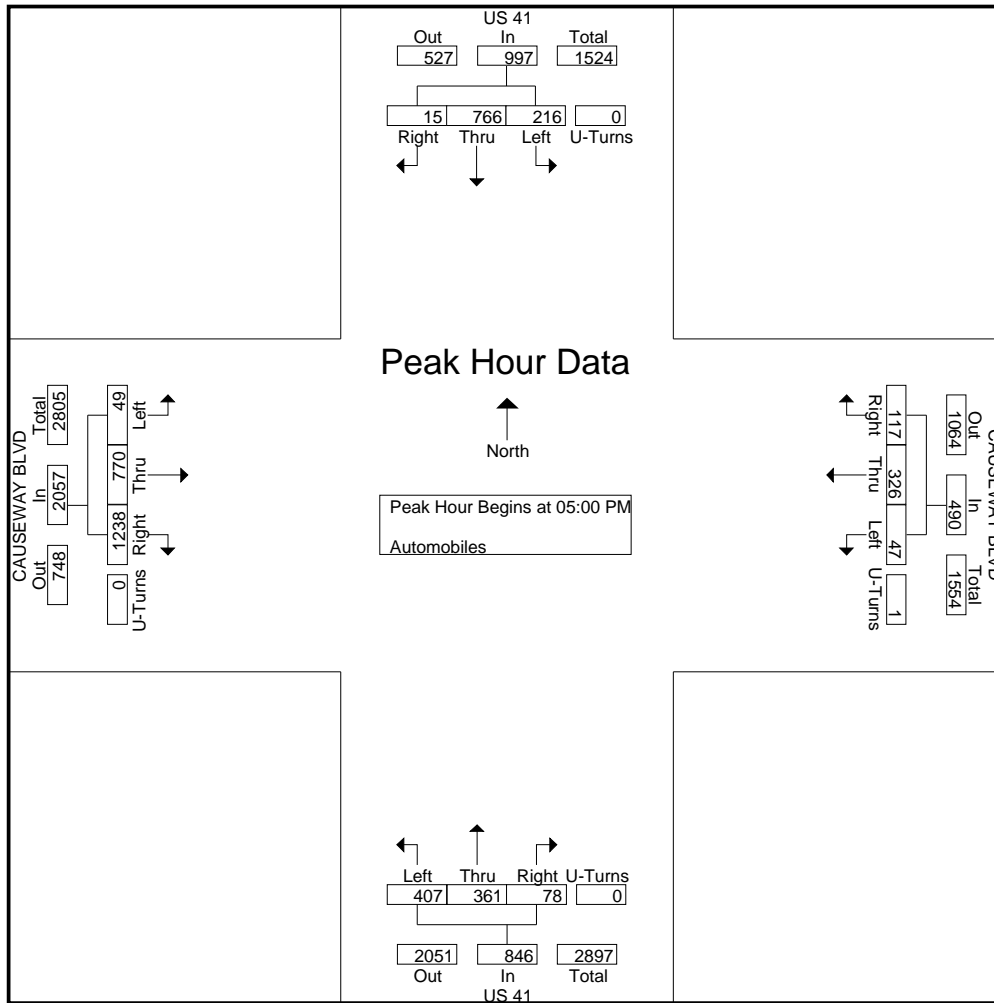 US 41
Out In Total
527 997 1524
15 766 216 0
Right Thru Left U-Turns
Peak Hour Data
North
Peak Hour Begins at 05:00 PM
Automobiles
CAUSEWAY BLVD
Out In Total
748 2057 2805
Left Thru Right U-Turns
49 770 1238 0
CAUSEWAY BLVD
Out In Total
1064 490 1554
117 326 47 1
Right Thru Left U-Turns
Left Thru Right U-Turns
407 361 78 0
2051 846 2897
Out In Total
US 41